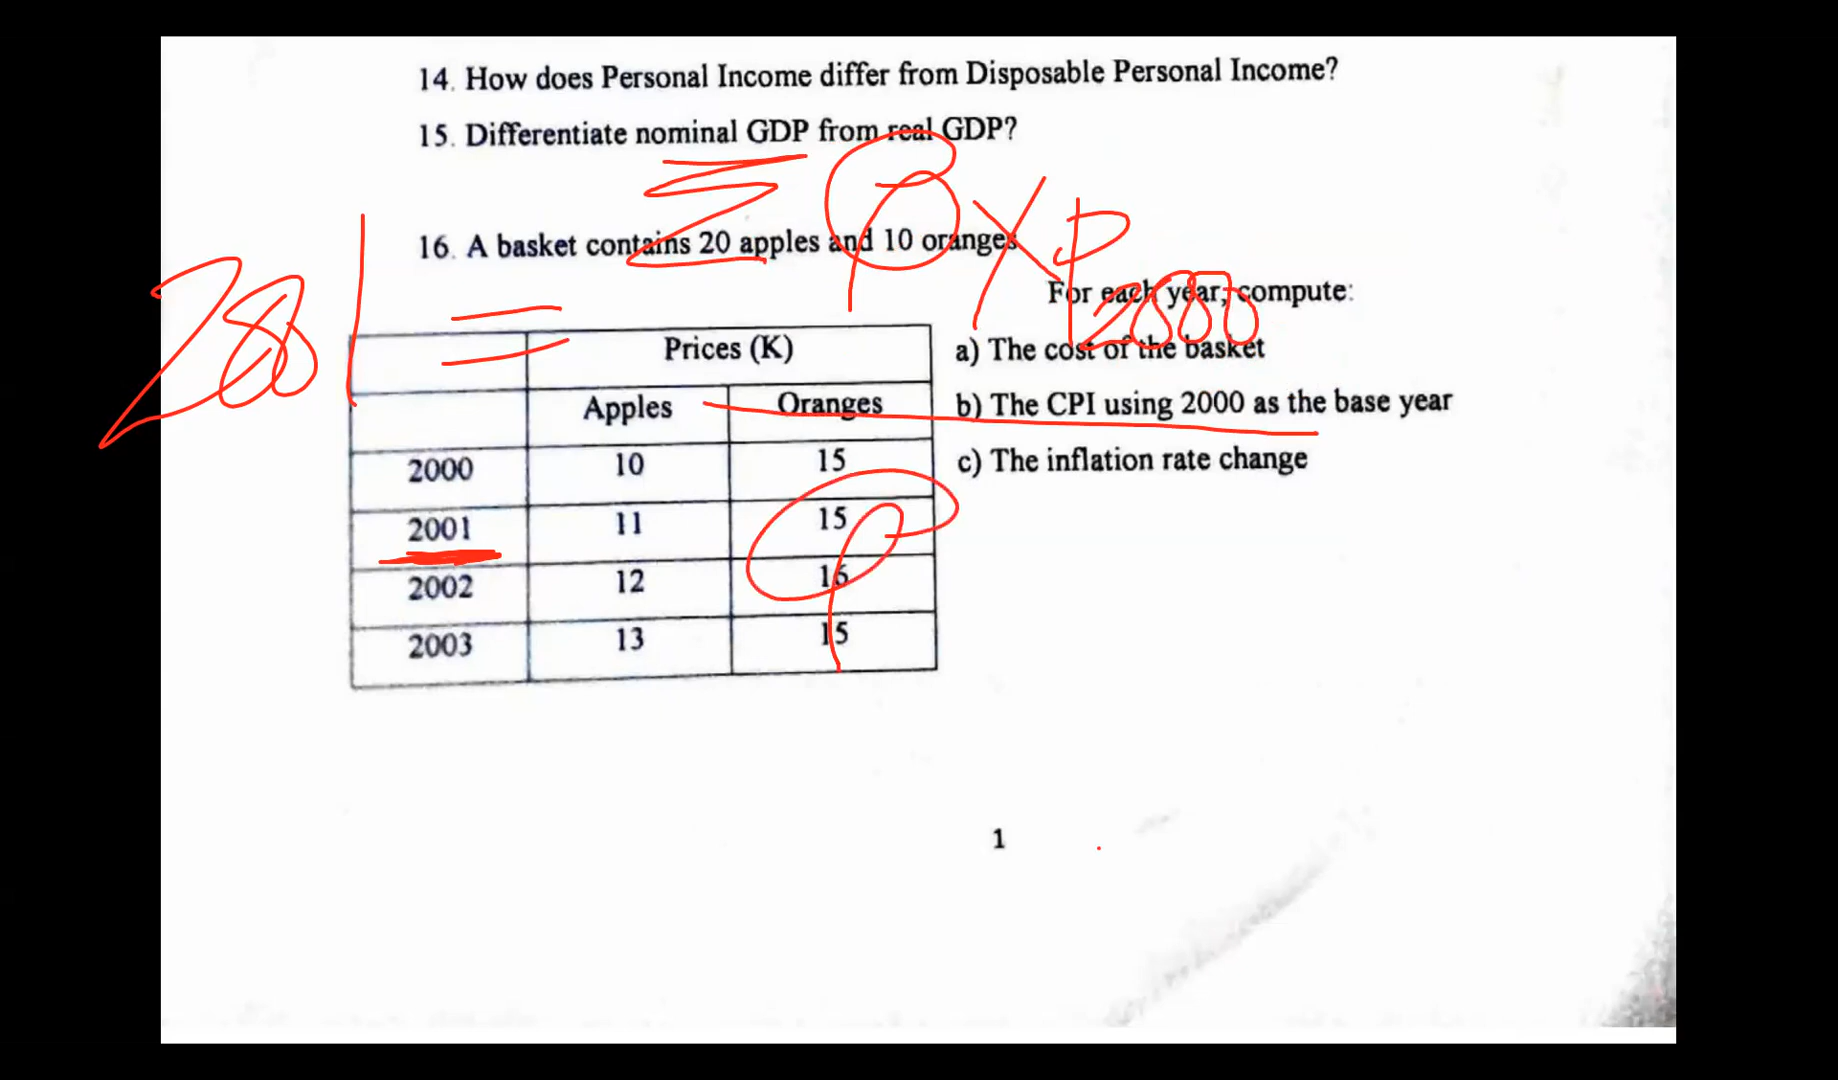 14. How does Personal Income differ from Disposable Personal Income?
15. Differentiate nominal GDP from real GDP?
16. A basket contains 20 apples and 10 oranges
For each year, compute:
Prices (K)
a) The cost of the basket
Apples Oranges
b) The CPI using 2000 as the base year
2000 10 15
c) The inflation rate change
2001 11 15
2002 12 16
2003 13 15
2001 =
P
2000
1